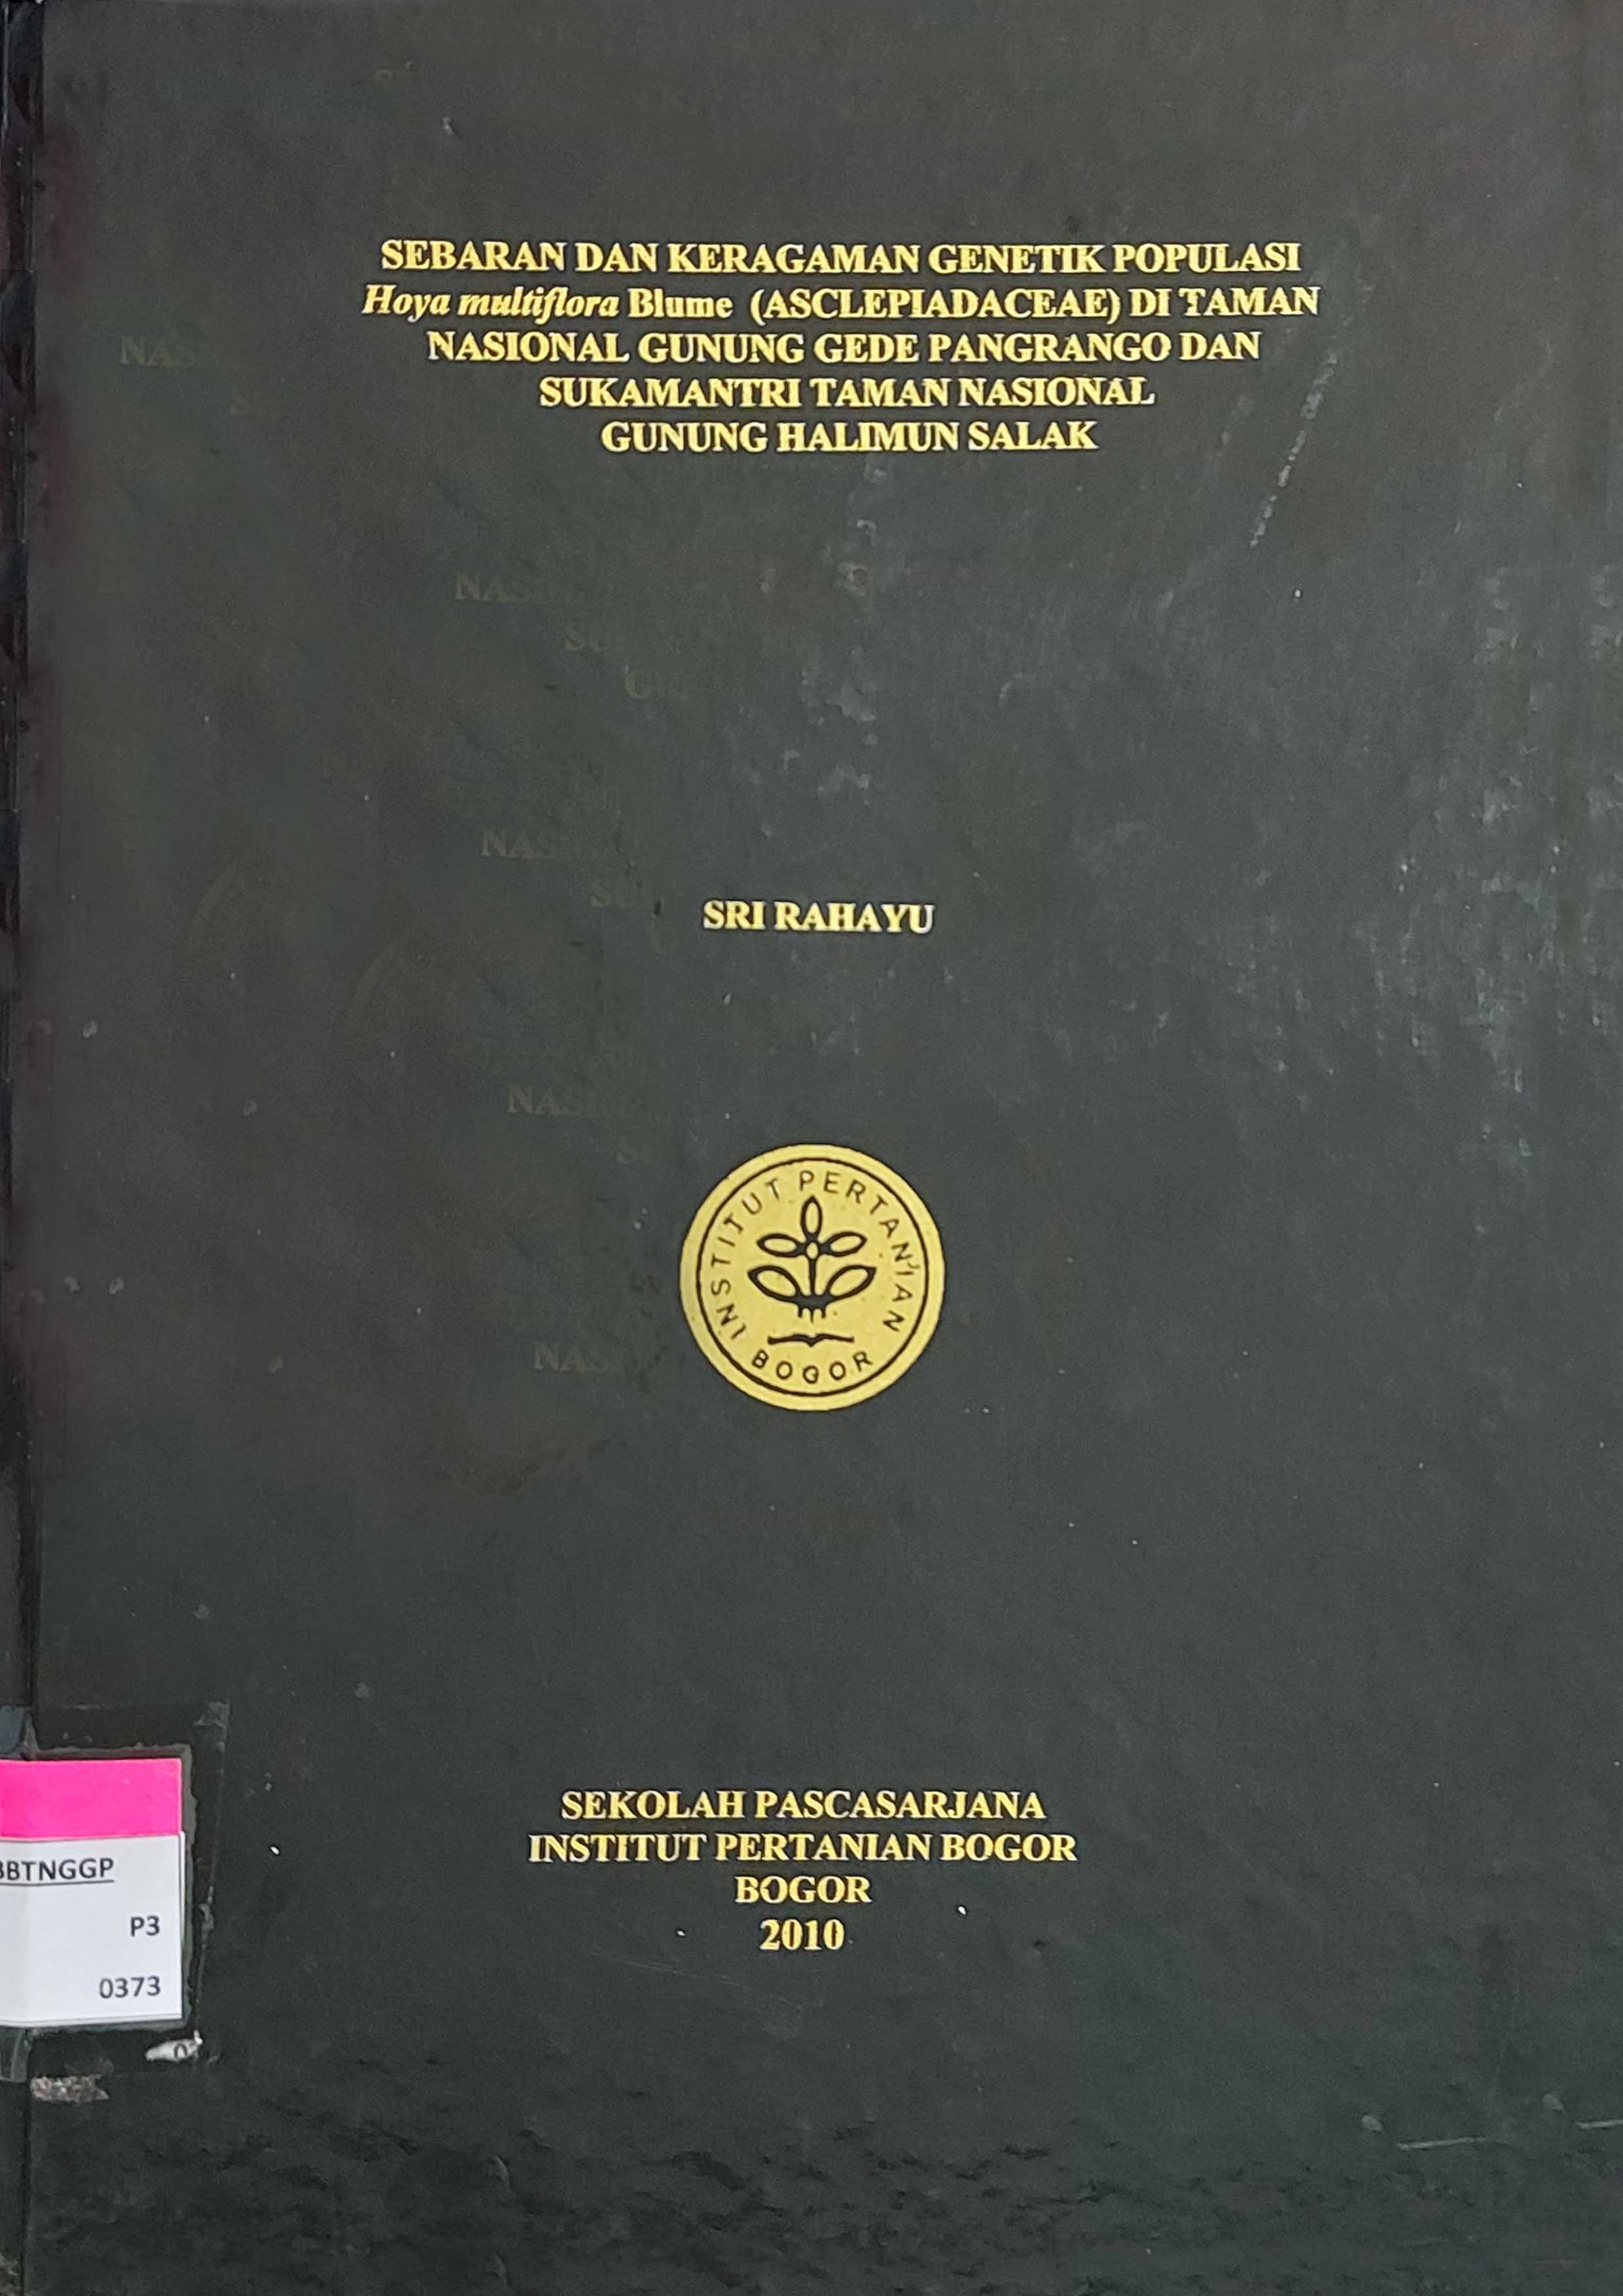 SEBARAN DAN KERAGAMAN GENETIK POPULASI
Hoya multiflora Blume (ASCLEPIADACEAE) DI TAMAN
NASIONAL GUNUNG GEDE PANGRANGO DAN
SUKAMANTRI TAMAN NASIONAL
GUNUNG HALIMUN SALAK
SRI RAHAYU
INSTITUT PERTANIAN
BOGOR
SEKOLAH PASCASARJANA
INSTITUT PERTANIAN BOGOR
BOGOR
2010
BBTNGGP
P3
0373